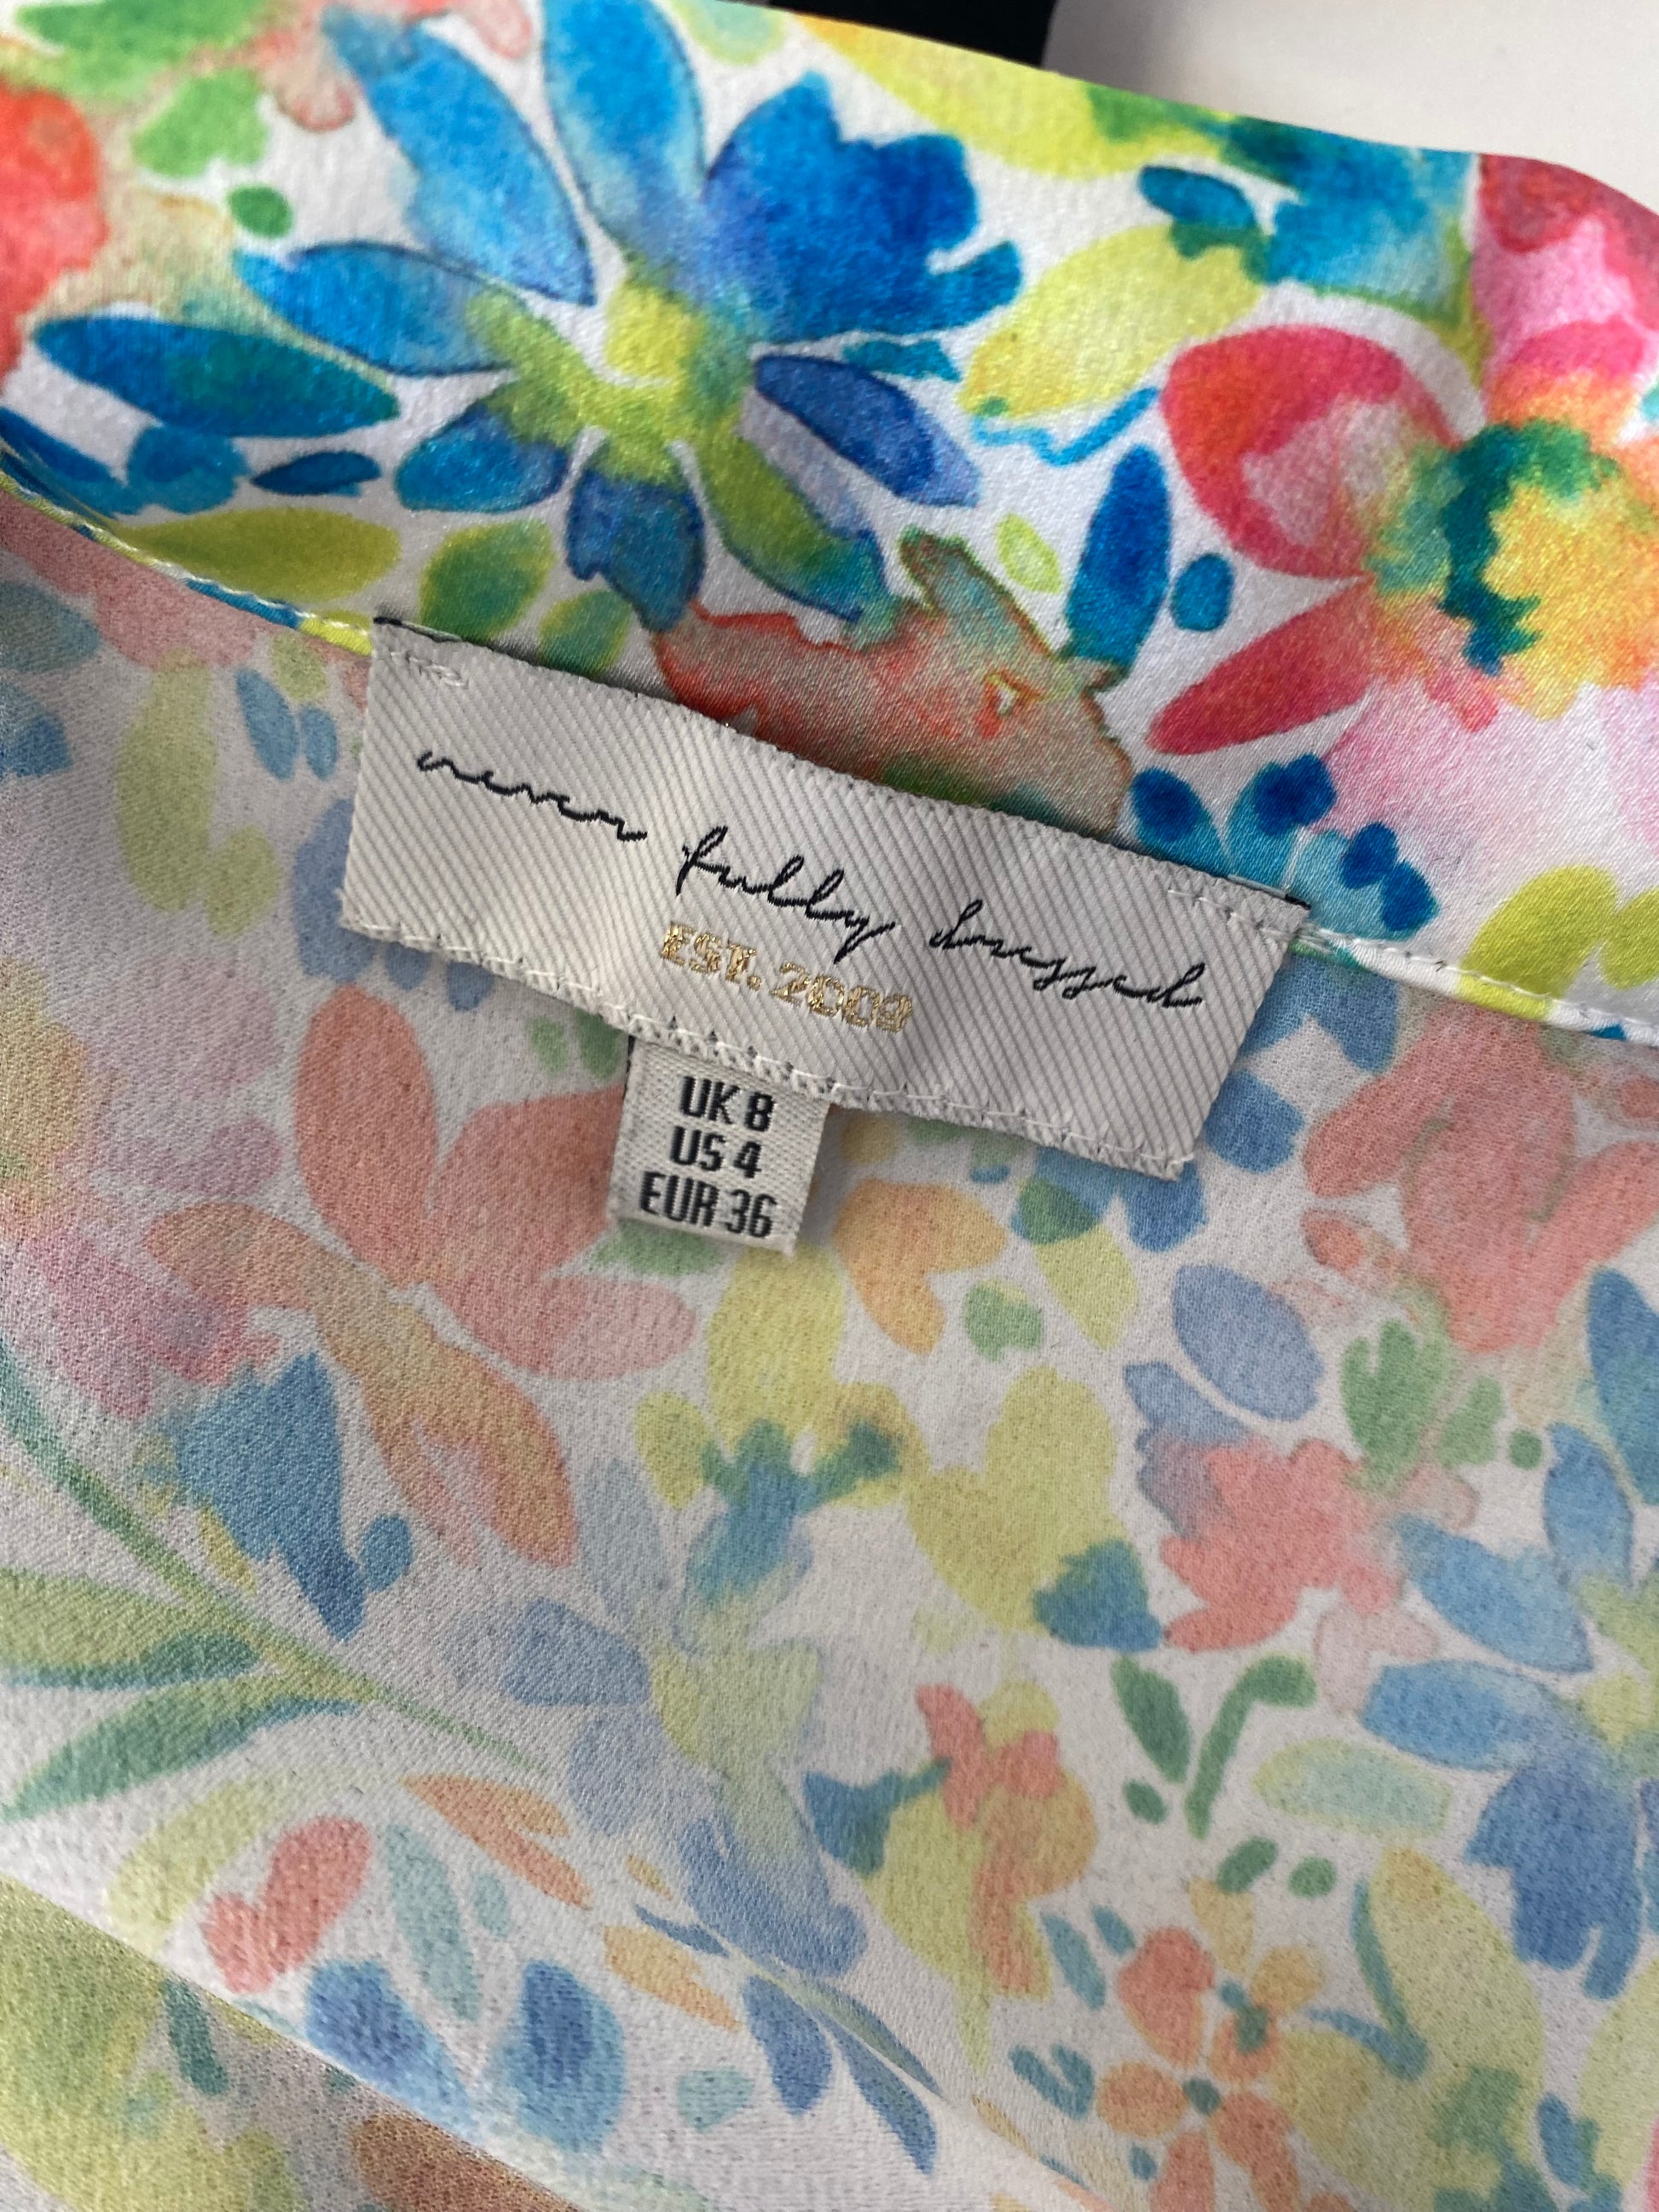 never fully dressed
EST. 2009
UK 8
US 4
EUR 36